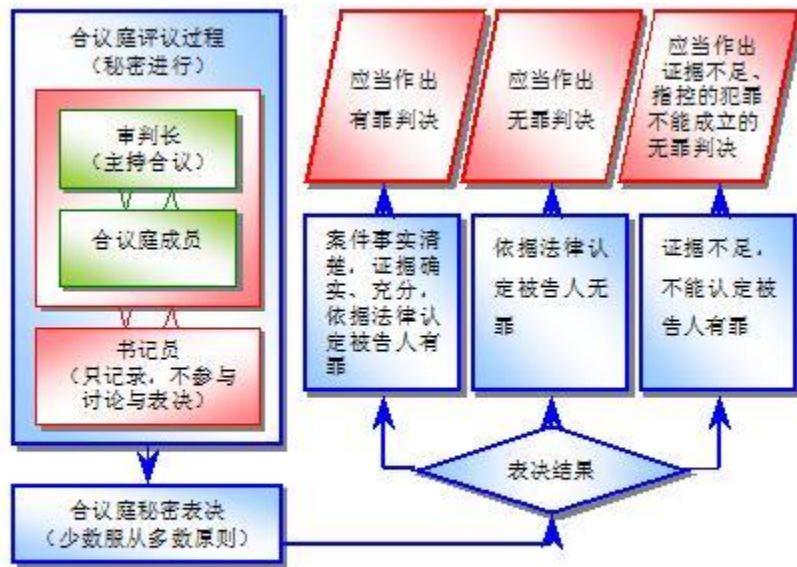 合议庭评议过程
（秘密进行）
审判长
（主持合议）
合议庭成员
书记员
（只记录，不参与
讨论与表决）
合议庭秘密表决
（少数服从多数原则）
表决结果
案件事实清
楚，证据确
实、充分，
依据法律认
定被告人有
罪
应当作出
有罪判决
依据法律认
定被告人无
罪
应当作出
无罪判决
证据不足，
不能认定被
告人有罪
应当作出
证据不足、
指控的犯罪
不能成立的
无罪判决